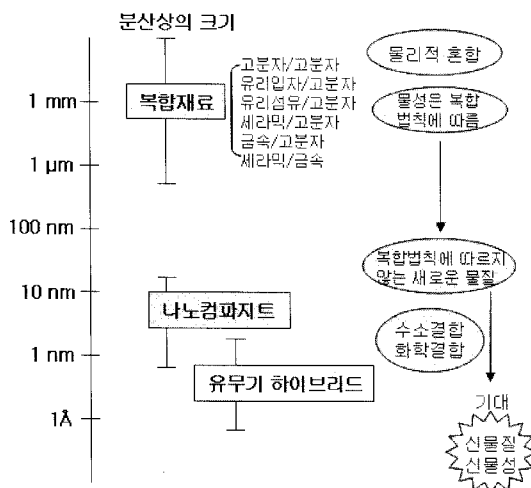 분산상의 크기
1 mm
1 μm
100 nm
10 nm
1 nm
1Å
복합재료
고분자/고분자
유리입자/고분자
유리섬유/고분자
세라믹/고분자
금속/고분자
세라믹/금속
나노컴파지트
유무기 하이브리드
물리적 혼합
물성은 복합
법칙에 따름
복합법칙에 따르지
않는 새로운 물질
수소결합
화학결합
기대
신물질
신물성